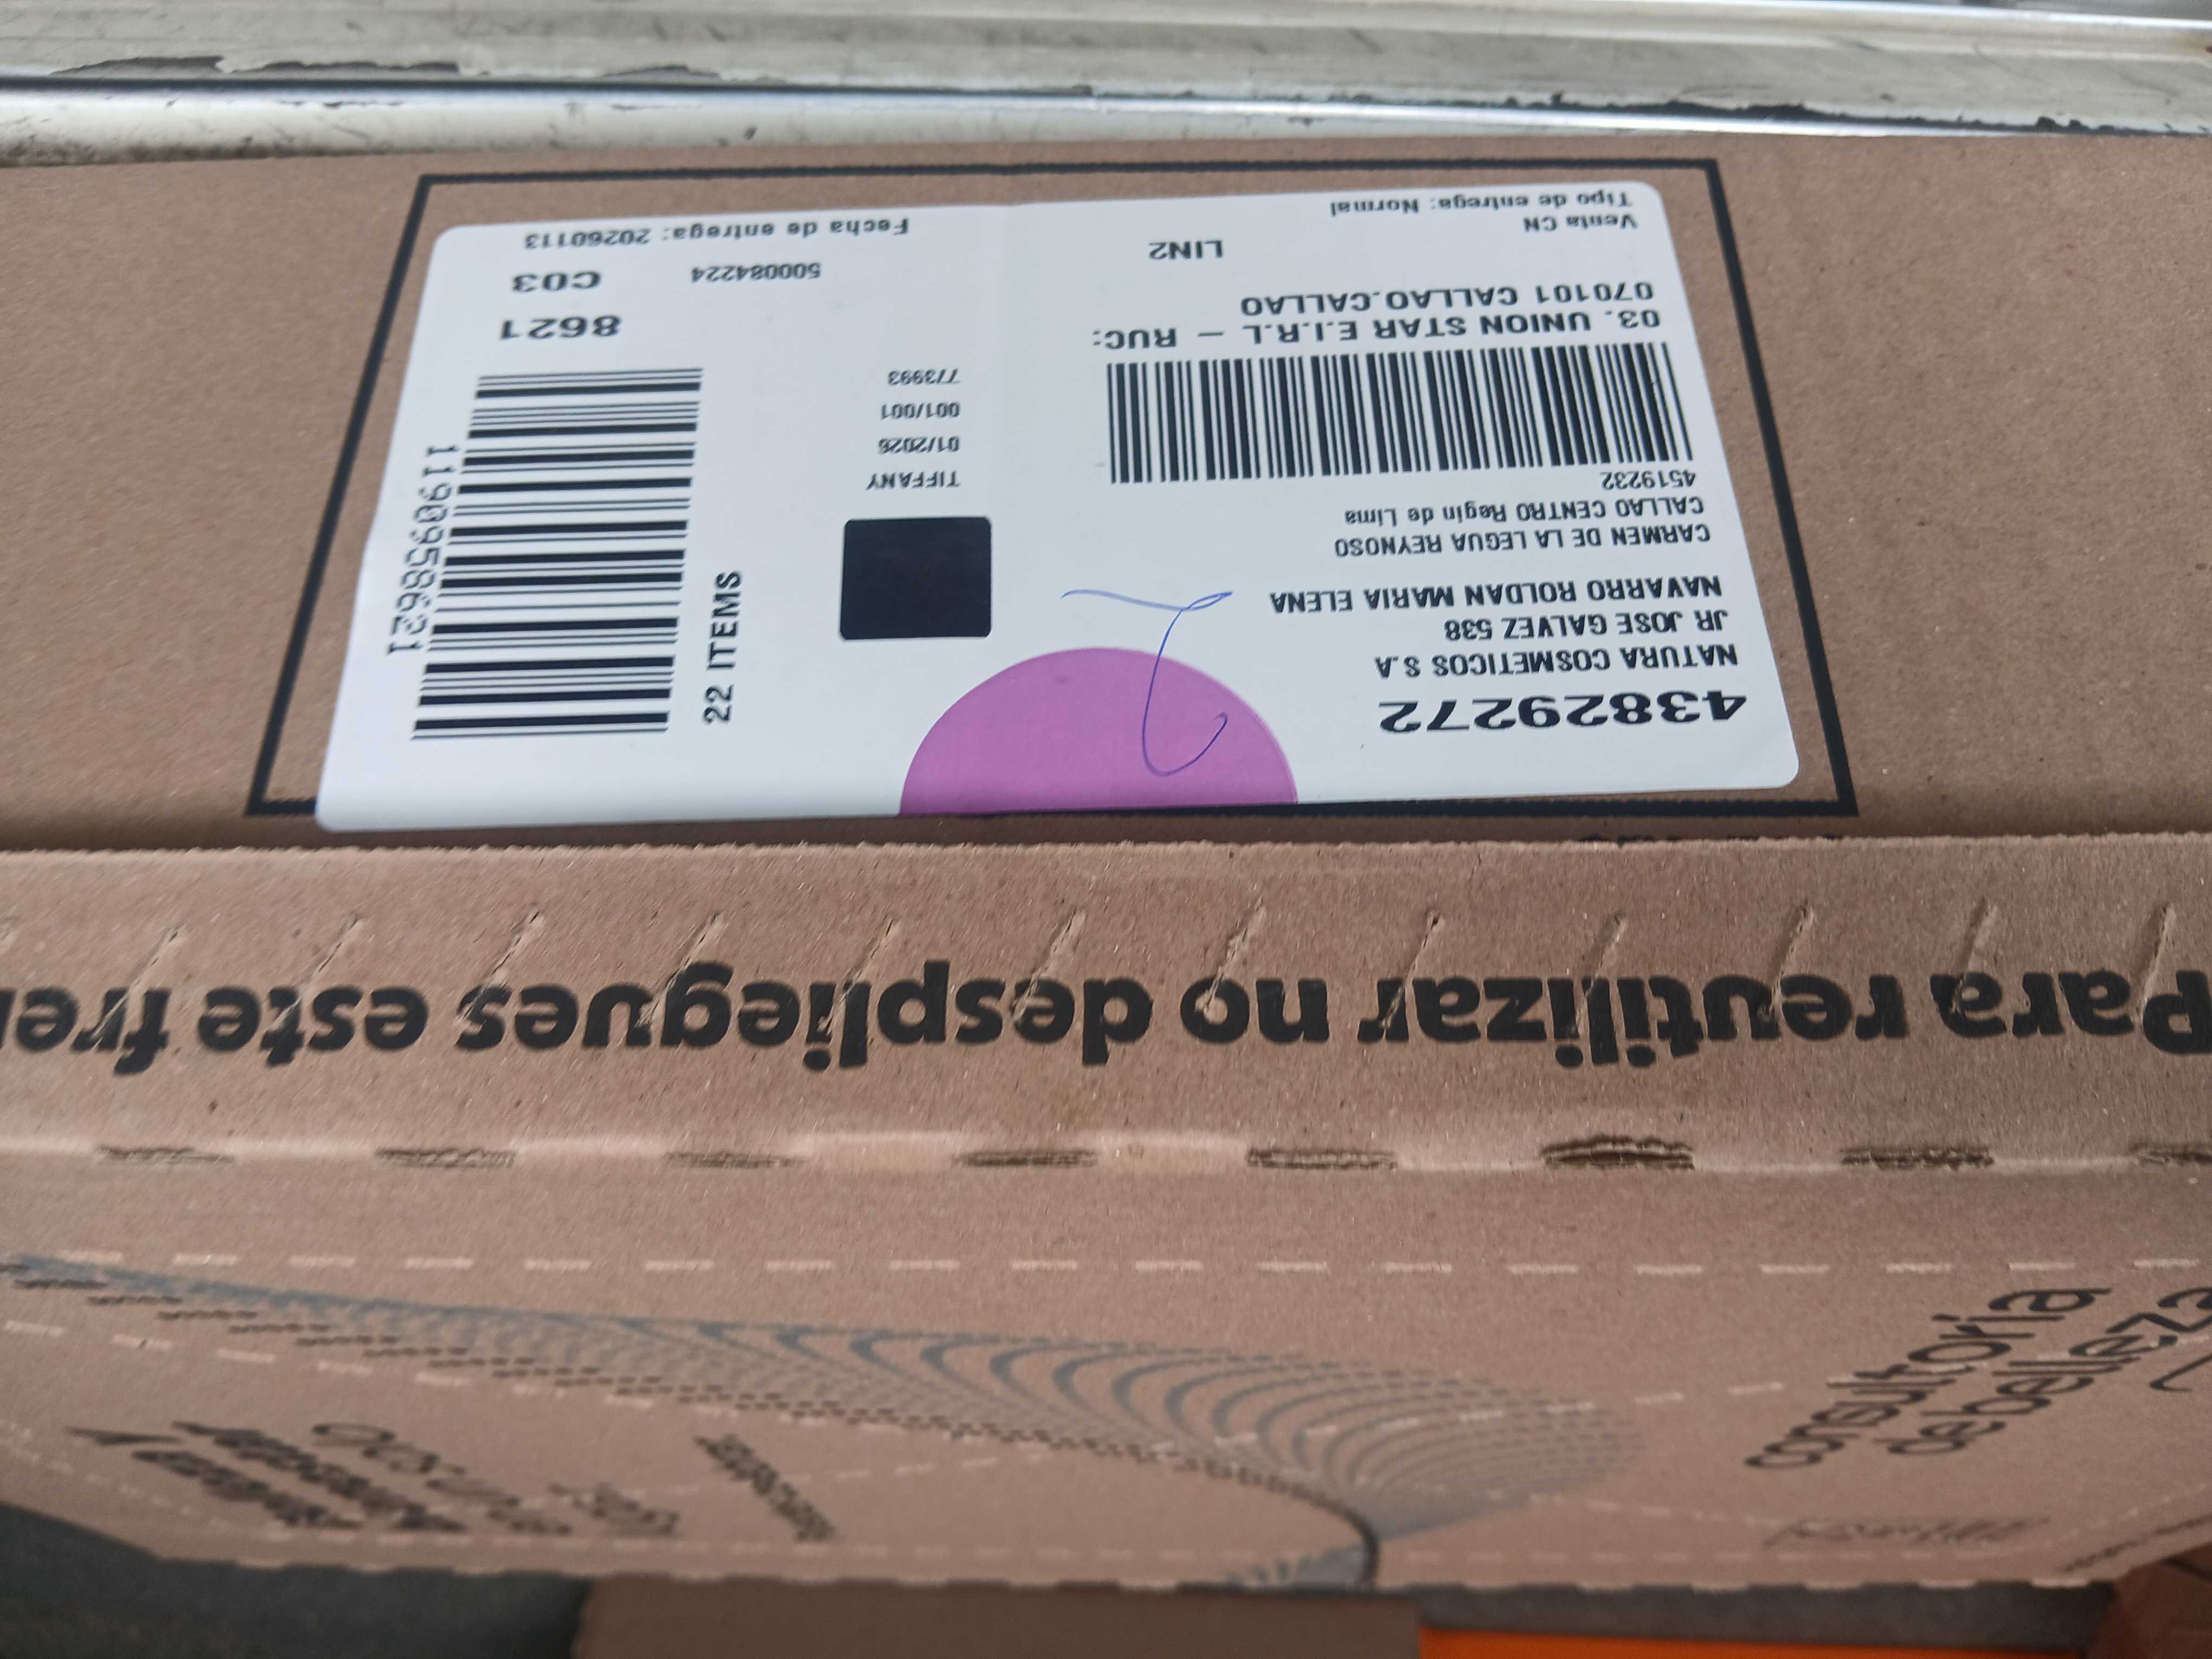 43829272
NATURA COSMETICOS S.A
JR JOSE GALVEZ 538
NAVARRO ROLDAN MARIA ELENA
CARMEN DE LA LEGUA REYNOSO
CALLAO CENTRO Regin de Lima
4519232
03. UNION STAR E.I.R.L - RUC:
070101 CALLAO.CALLAO
LIN2
Venta CN
Tipo de entrega: Normal
22 ITEMS
TIFFANY
01/2026
001/001
773993
1190958621
8621
500084224
C03
Fecha de entrega: 20260113
Para reutilizar no despliegues este fre
consultoría
de belleza